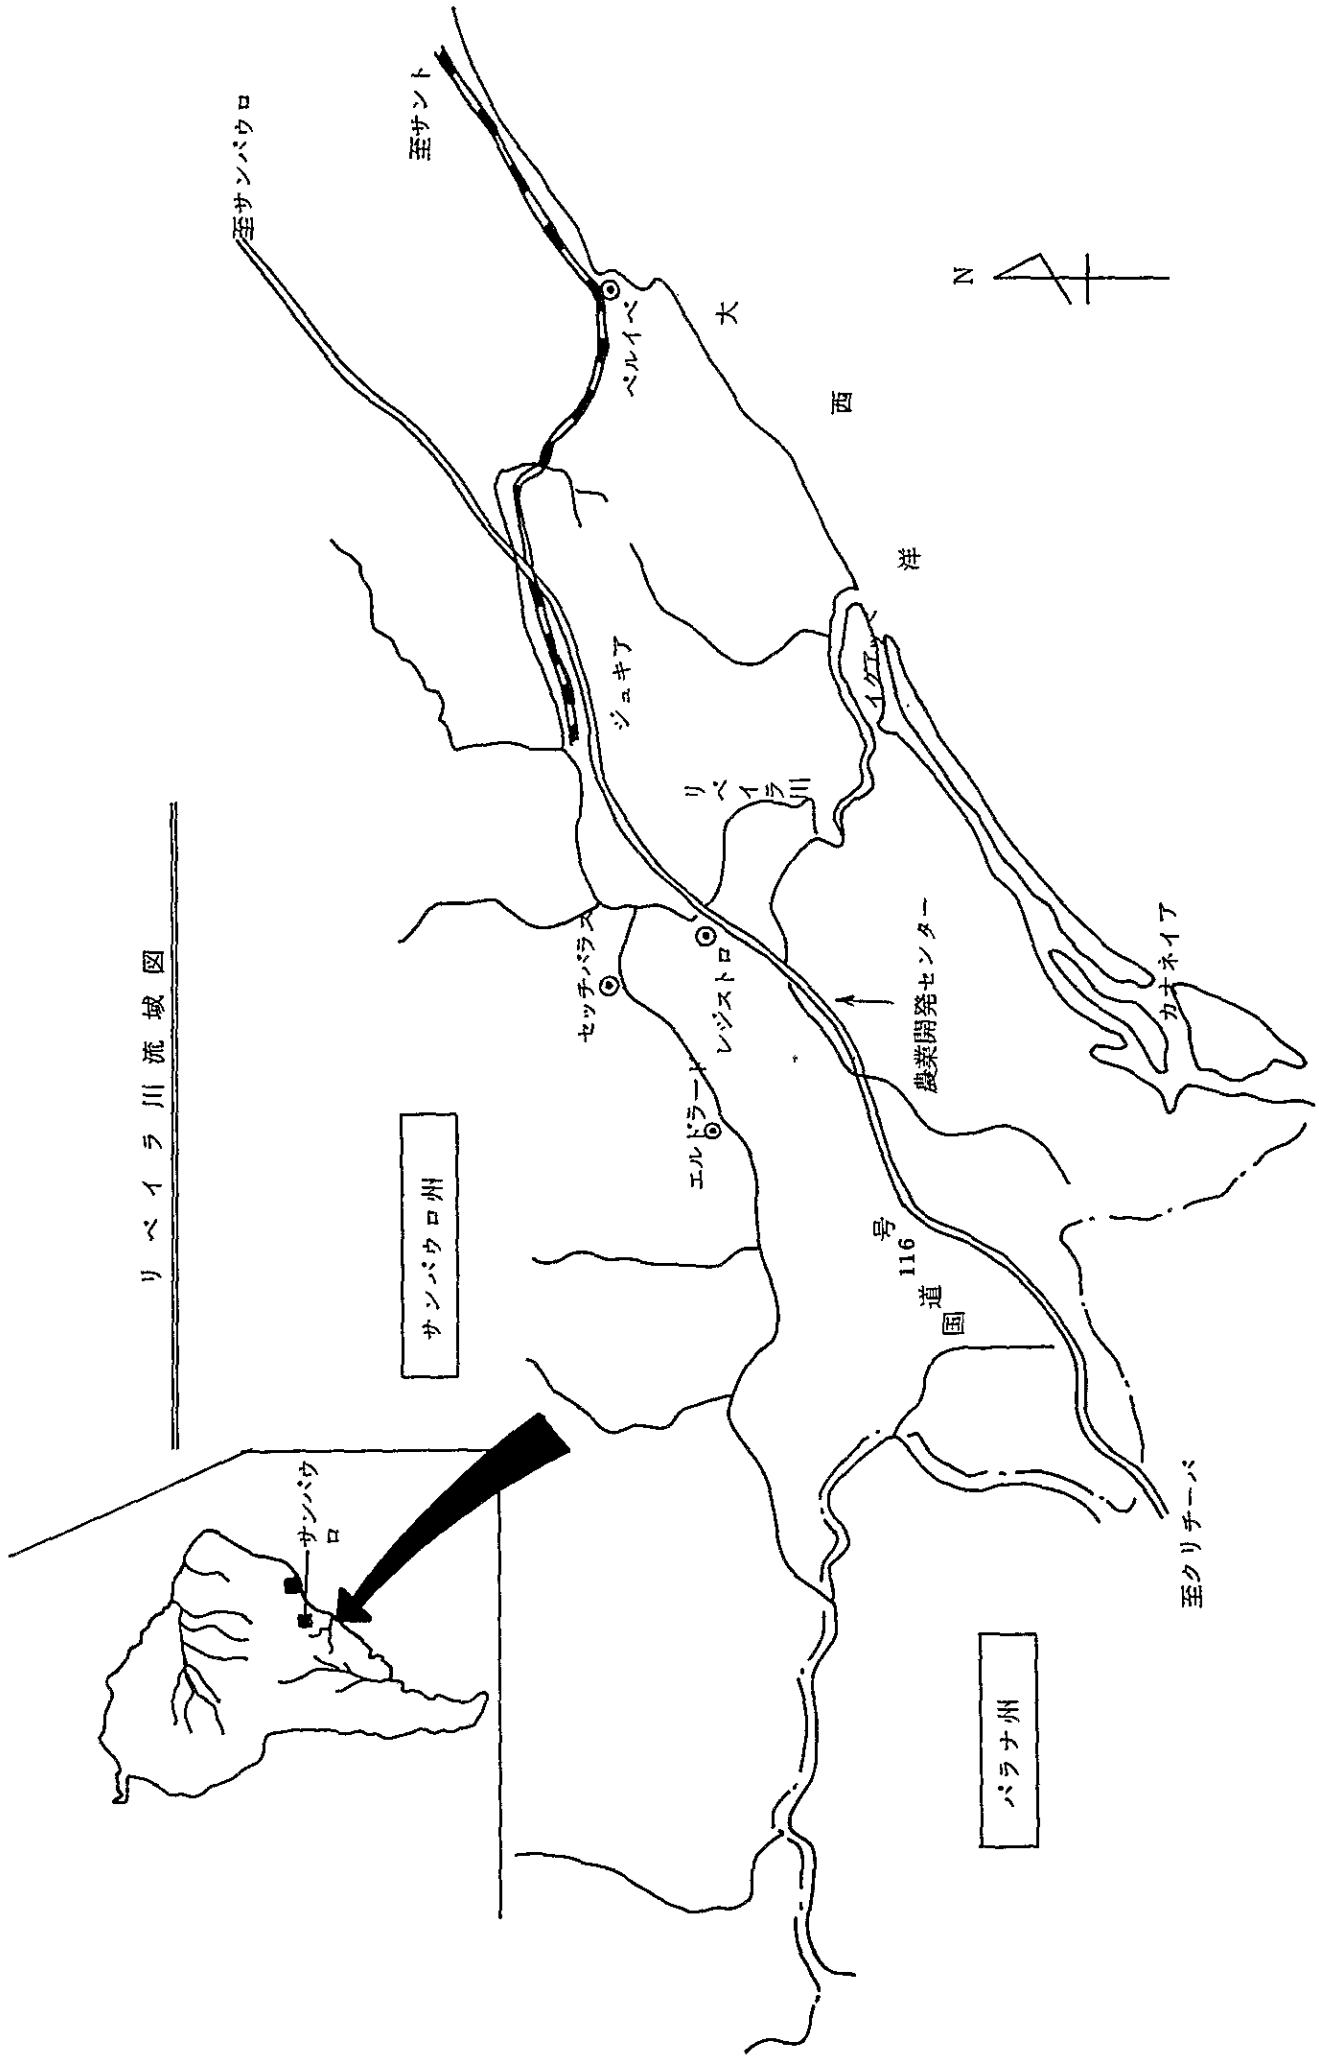 リベイラ川流域図
サンパウロ
サンパウロ州
パラナ州
至サンパウロ
至サント
ペルイベ
ジュキア
リベイラ川
セッチバラス
レジストロ
エルドラード
イグアッペ
大西洋
N
農業開発センター
カナネイア
国道116号
至クリチーバ